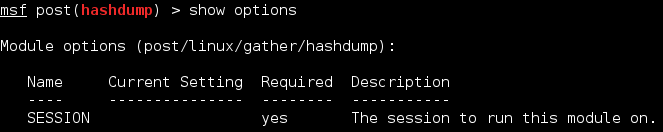 msf post(hashdump) > show options
Module options (post/linux/gather/hashdump):
Name Current Setting Required Description
---- --------------- -------- -----------
SESSION yes The session to run this module on.